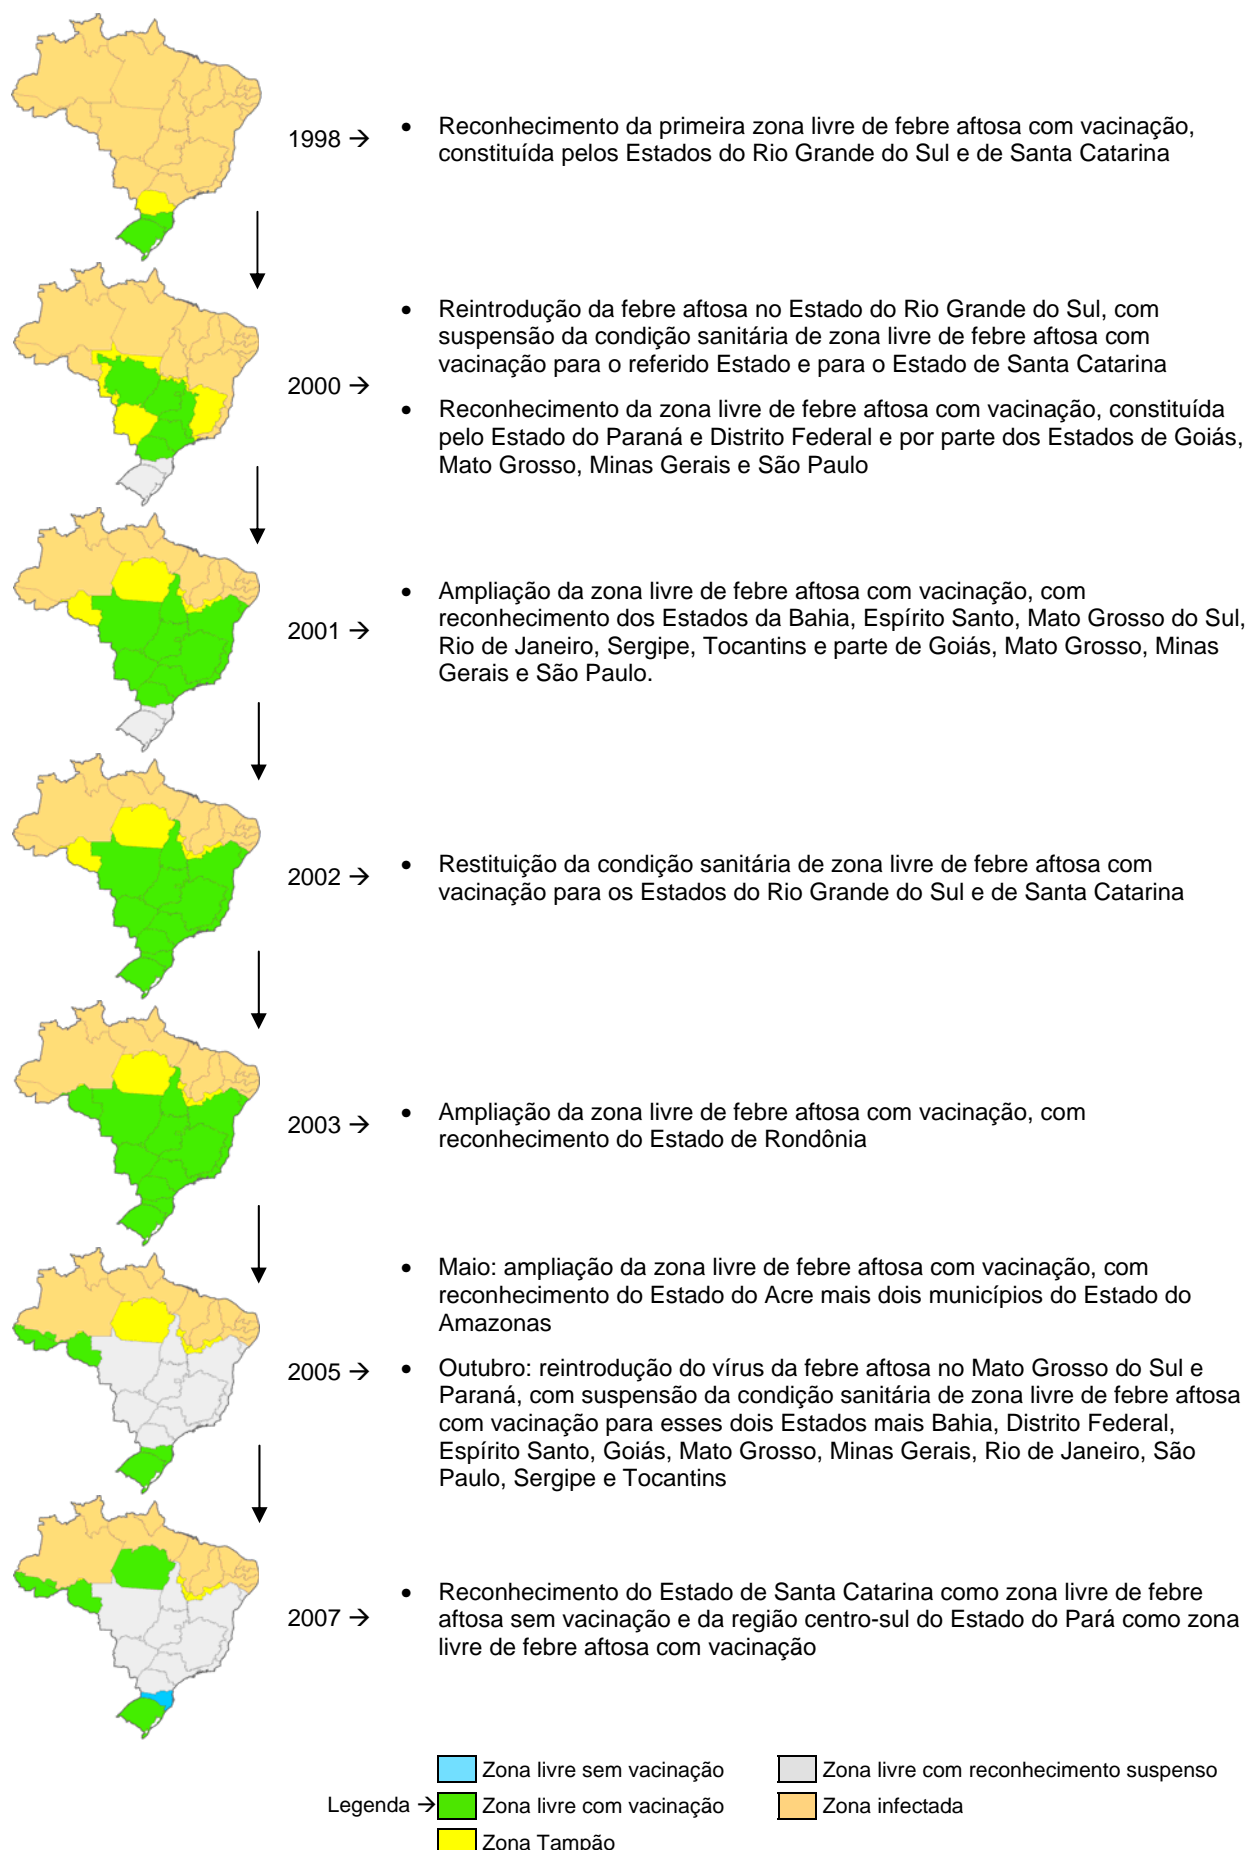 1998 →
• Reconhecimento da primeira zona livre de febre aftosa com vacinação,
constituída pelos Estados do Rio Grande do Sul e de Santa Catarina
2000 →
• Reintrodução da febre aftosa no Estado do Rio Grande do Sul, com
suspensão da condição sanitária de zona livre de febre aftosa com
vacinação para o referido Estado e para o Estado de Santa Catarina
• Reconhecimento da zona livre de febre aftosa com vacinação, constituída
pelo Estado do Paraná e Distrito Federal e por parte dos Estados de Goiás,
Mato Grosso, Minas Gerais e São Paulo
2001 →
• Ampliação da zona livre de febre aftosa com vacinação, com
reconhecimento dos Estados da Bahia, Espírito Santo, Mato Grosso do Sul,
Rio de Janeiro, Sergipe, Tocantins e parte de Goiás, Mato Grosso, Minas
Gerais e São Paulo.
2002 →
• Restituição da condição sanitária de zona livre de febre aftosa com
vacinação para os Estados do Rio Grande do Sul e de Santa Catarina
2003 →
• Ampliação da zona livre de febre aftosa com vacinação, com
reconhecimento do Estado de Rondônia
2005 →
• Maio: ampliação da zona livre de febre aftosa com vacinação, com
reconhecimento do Estado do Acre mais dois municípios do Estado do
Amazonas
• Outubro: reintrodução do vírus da febre aftosa no Mato Grosso do Sul e
Paraná, com suspensão da condição sanitária de zona livre de febre aftosa
com vacinação para esses dois Estados mais Bahia, Distrito Federal,
Espírito Santo, Goiás, Mato Grosso, Minas Gerais, Rio de Janeiro, São
Paulo, Sergipe e Tocantins
2007 →
• Reconhecimento do Estado de Santa Catarina como zona livre de febre
aftosa sem vacinação e da região centro-sul do Estado do Pará como zona
livre de febre aftosa com vacinação
Legenda →
Zona livre sem vacinação
Zona livre com vacinação
Zona Tampão
Zona livre com reconhecimento suspenso
Zona infectada